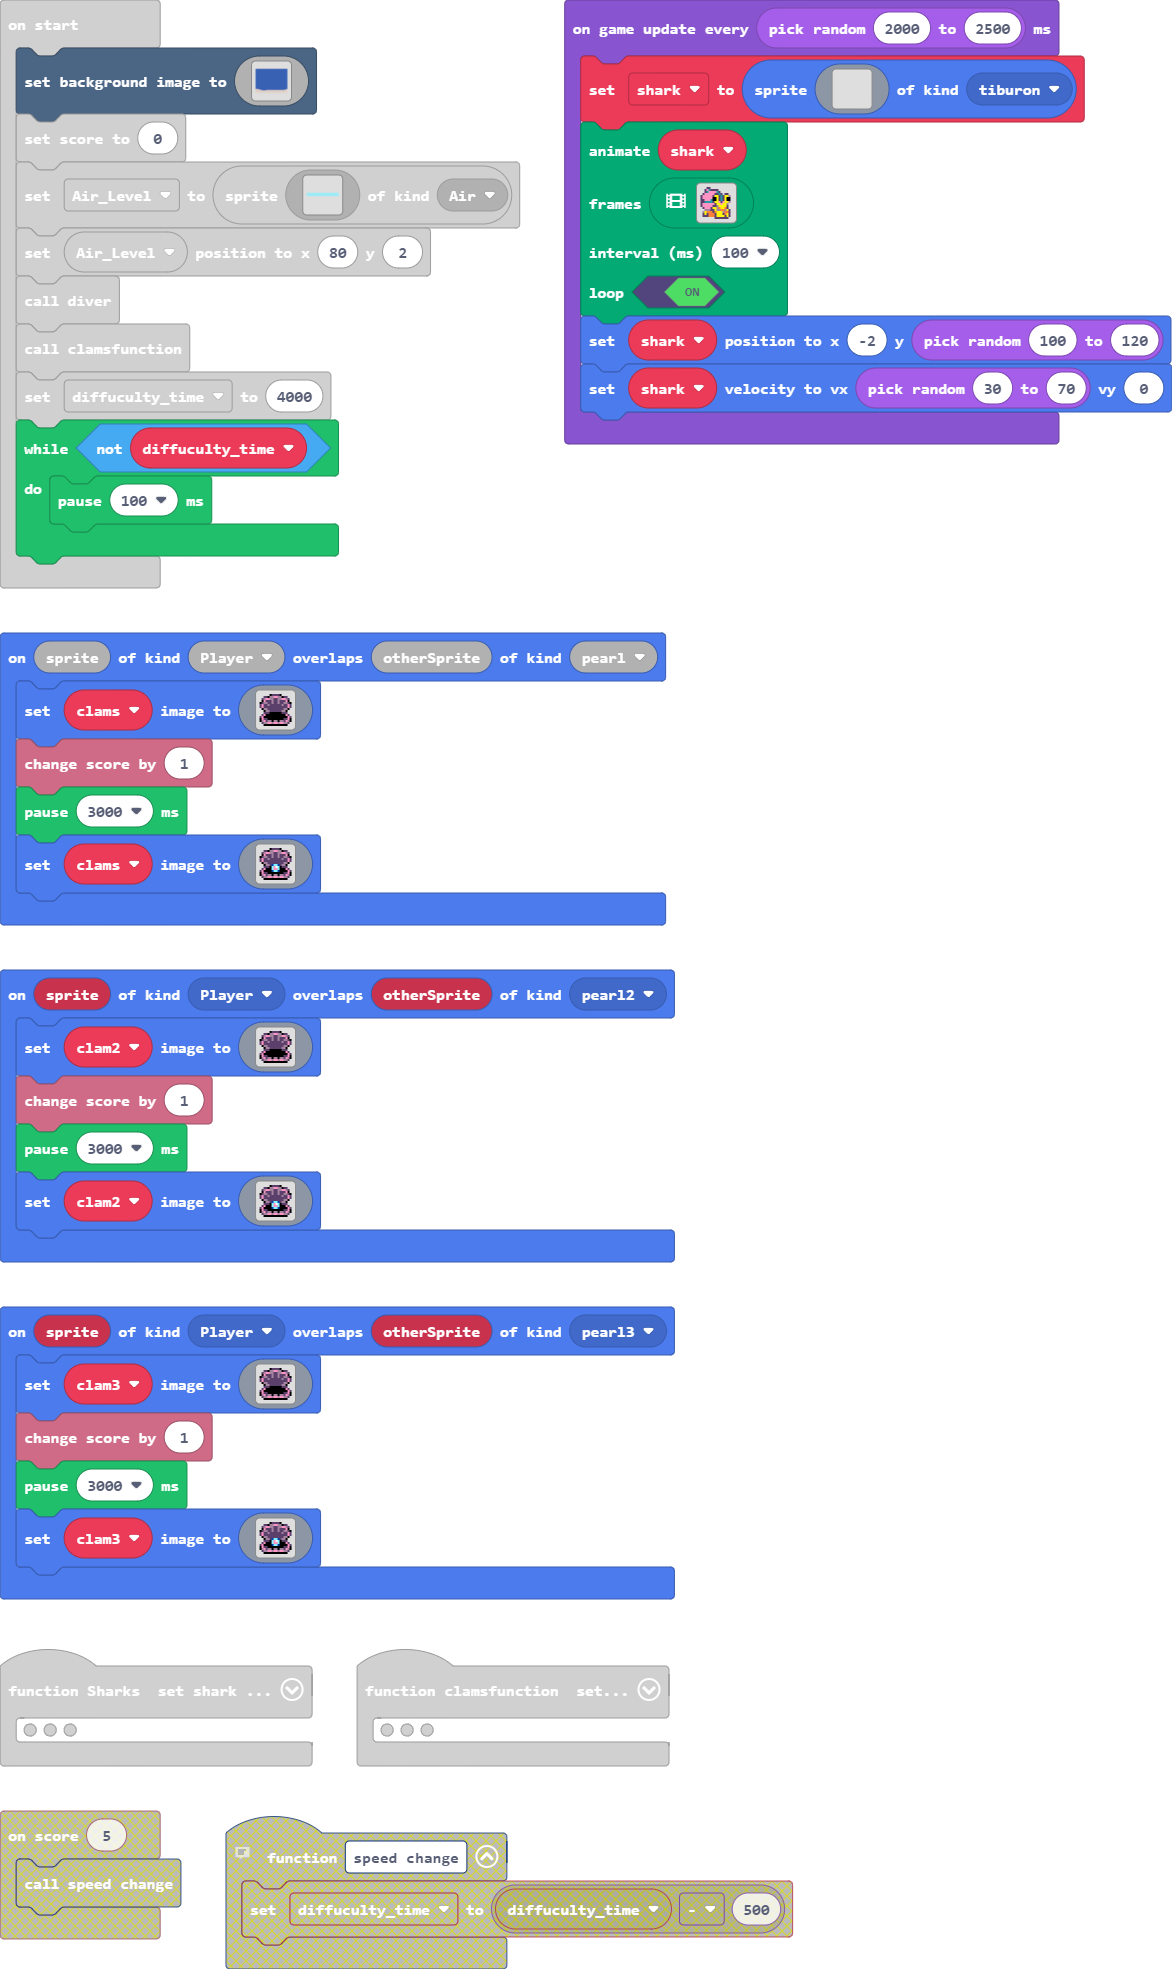 on start
set background image to
set score to 0
set Air_Level to sprite of kind Air
set Air_Level position to x 80 y 2
call diver
call clamsfunction
set diffuculty_time to 4000
while not diffuculty_time
do pause 100 ms
on game update every pick random 2000 to 2500 ms
set shark to sprite of kind tiburon
animate shark
frames
interval (ms) 100
loop ON
set shark position to x -2 y pick random 100 to 120
set shark velocity to vx pick random 30 to 70 vy 0
on sprite of kind Player overlaps otherSprite of kind pearl
set clams image to
change score by 1
pause 3000 ms
set clams image to
on sprite of kind Player overlaps otherSprite of kind pearl2
set clam2 image to
change score by 1
pause 3000 ms
set clam2 image to
on sprite of kind Player overlaps otherSprite of kind pearl3
set clam3 image to
change score by 1
pause 3000 ms
set clam3 image to
function Sharks set shark ...
function clamsfunction set...
on score 5
call speed change
function speed change
set diffuculty_time to diffuculty_time - 500